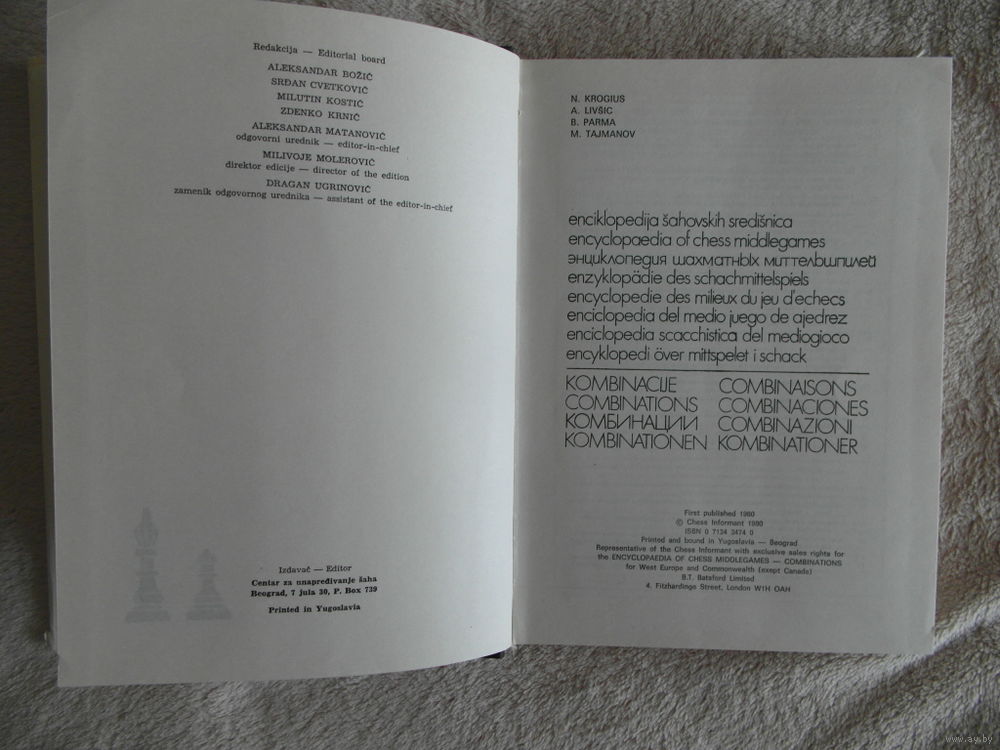 Redakcija — Editorial board
ALEKSANDAR BOŽIĆ
SRĐAN CVETKOVIĆ
MILUTIN KOSTIĆ
ZDENKO KRNIĆ
ALEKSANDAR MATANOVIĆ
odgovorni urednik — editor-in-chief
MILIVOJE MOLEROVIĆ
direktor edicije — director of the edition
DRAGAN UGRINOVIĆ
zamenik odgovornog urednika — assistant of the editor-in-chief
Izdavač — Editor
Centar za unapređivanje šaha
Beograd, 7 jula 30, P. Box 739
Printed in Yugoslavia
N. KROGIUS
A. LIVŠIC
B. PARMA
M. TAJMANOV
enciklopedija šahovskih središnica
encyclopaedia of chess middlegames
энциклопедия шахматных миттельшпилей
enzyklopädie des schachmittelspiels
encyclopedie des milieux du jeu d'echecs
enciclopedia del medio juego de ajedrez
enciclopedia scacchistica del mediogioco
encyklopedi över mittspelet i schack
KOMBINACIJE COMBINAISONS
COMBINATIONS COMBINACIONES
КОМБИНАЦИИ COMBINAZIONI
KOMBINATIONEN KOMBINATIONER
First published 1980
© Chess Informant 1980
ISBN 0 7134 3474 0
Printed and bound in Yugoslavia — Beograd
Representative of the Chess Informant with exclusive sales rights for
the ENCYCLOPAEDIA OF CHESS MIDDLEGAMES — COMBINATIONS
for West Europe and Commonwealth (exept Canada)
B.T. Batsford Limited
4. Fitzhardinge Street, London W1H OAH
www.ay.by